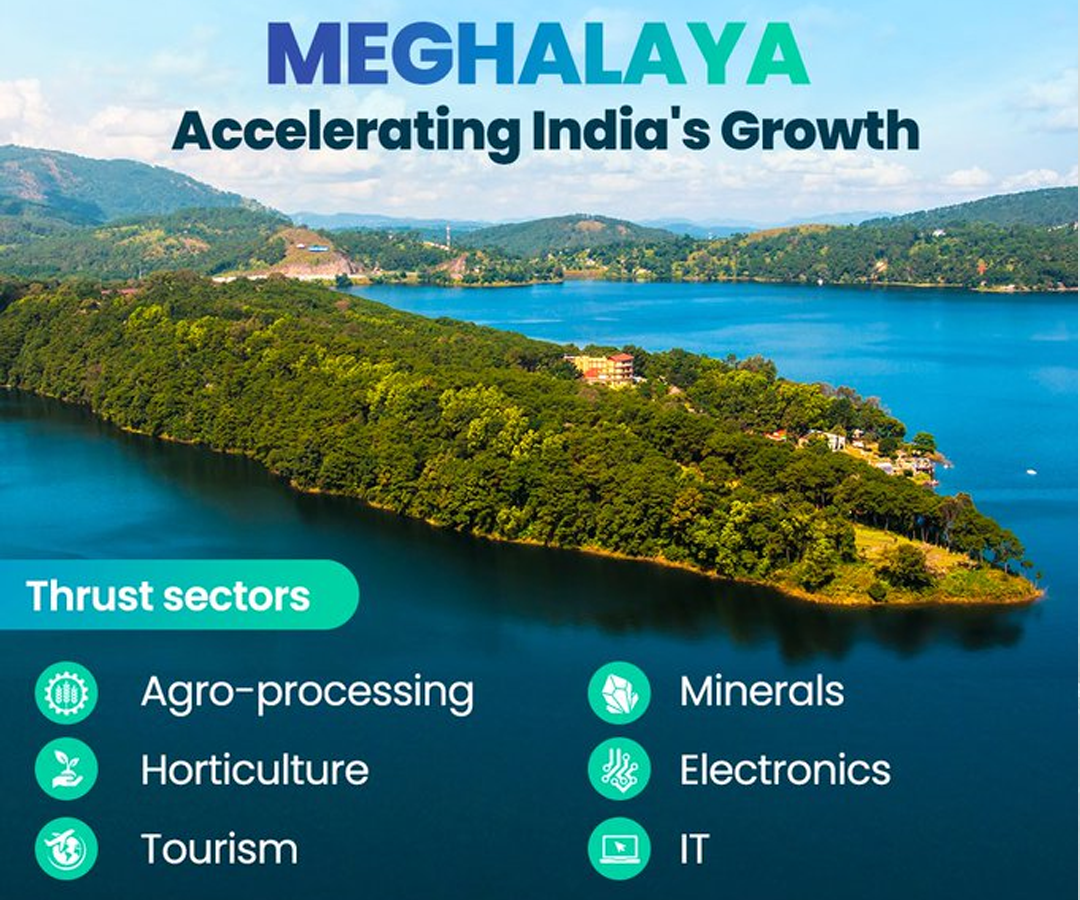 MEGHALAYA
Accelerating India's Growth
Thrust sectors
Agro-processing
Horticulture
Tourism
Minerals
Electronics
IT